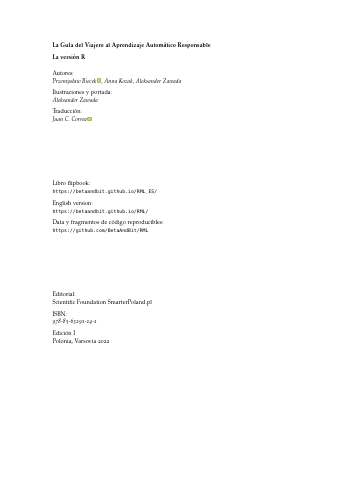 La Guía del Viajero al Aprendizaje Automático Responsable
La versión R
Autores:
Przemysław Biecek, Anna Kozak, Aleksander Zawada
Ilustraciones y portada:
Aleksander Zawada
Traducción:
Juan C. Correa
Libro flipbook:
https://betaandbit.github.io/RML_ES/
English version:
https://betaandbit.github.io/RML/
Data y fragmentos de código reproducibles:
https://github.com/BetaAndBit/RML
Editorial:
Scientific Foundation SmarterPoland.pl
ISBN:
978-83-65291-14-1
Edición I
Polonia, Varsovia 2022